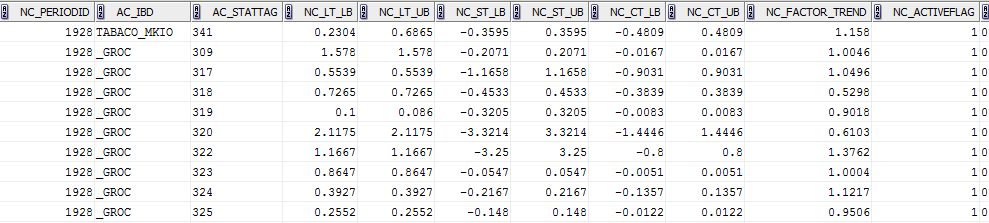 NC_PERIODID AC_IBD AC_STATTAG NC_LT_LB NC_LT_UB NC_ST_LB NC_ST_UB NC_CT_LB NC_CT_UB NC_FACTOR_TREND NC_ACTIVEFLAG
1928 TABACO_MKIO 341 0.2304 0.6865 -0.3595 0.3595 -0.4809 0.4809 1.158 1 0
1928 _GROC 309 1.578 1.578 -0.2071 0.2071 -0.0167 0.0167 1.0046 1 0
1928 _GROC 317 0.5539 0.5539 -1.1658 1.1658 -0.9031 0.9031 1.0496 1 0
1928 _GROC 318 0.7265 0.7265 -0.4533 0.4533 -0.3839 0.3839 0.5298 1 0
1928 _GROC 319 0.1 0.086 -0.3205 0.3205 -0.0083 0.0083 0.9018 1 0
1928 _GROC 320 2.1175 2.1175 -3.3214 3.3214 -1.4446 1.4446 0.6103 1 0
1928 _GROC 322 1.1667 1.1667 -3.25 3.25 -0.8 0.8 1.3762 1 0
1928 _GROC 323 0.8647 0.8647 -0.0547 0.0547 -0.0051 0.0051 1.0004 1 0
1928 _GROC 324 0.3927 0.3927 -0.2167 0.2167 -0.1357 0.1357 1.1217 1 0
1928 _GROC 325 0.2552 0.2552 -0.148 0.148 -0.0122 0.0122 0.9506 1 0